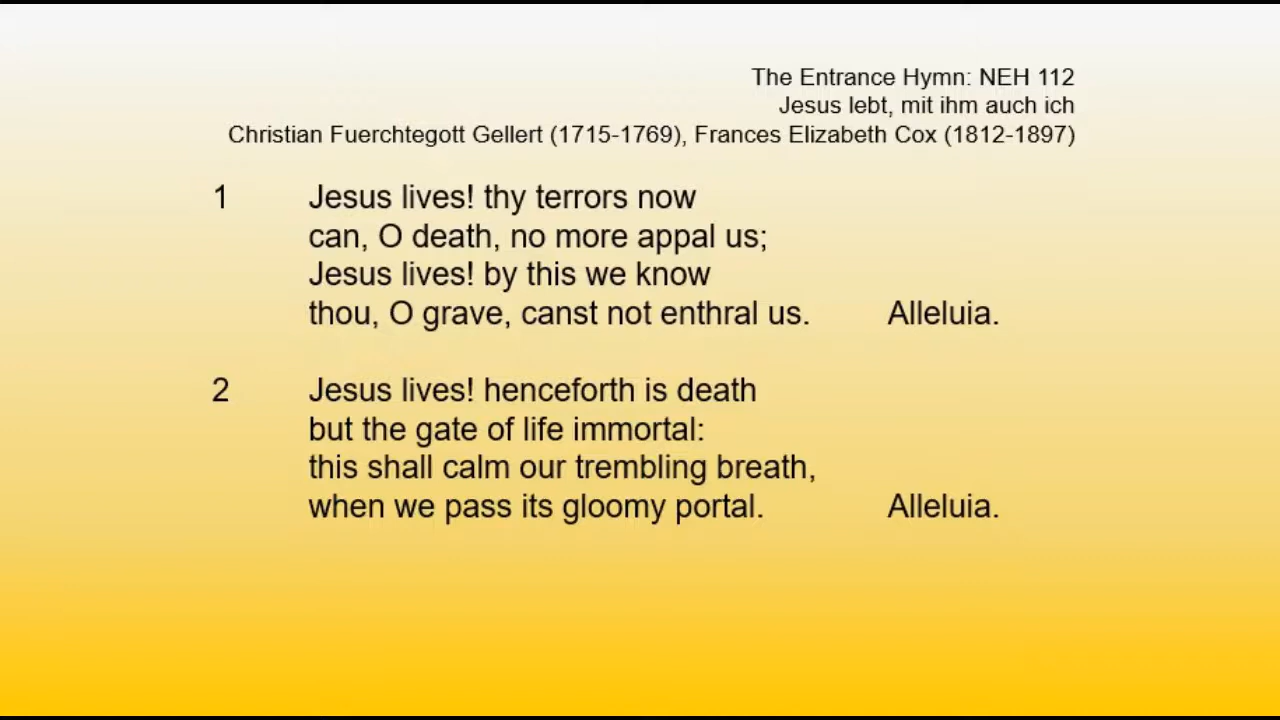 The Entrance Hymn: NEH 112
Jesus lebt, mit ihm auch ich
Christian Fuerchtegott Gellert (1715-1769), Frances Elizabeth Cox (1812-1897)
1 Jesus lives! thy terrors now
can, O death, no more appal us;
Jesus lives! by this we know
thou, O grave, canst not enthral us. Alleluia.
2 Jesus lives! henceforth is death
but the gate of life immortal:
this shall calm our trembling breath,
when we pass its gloomy portal. Alleluia.